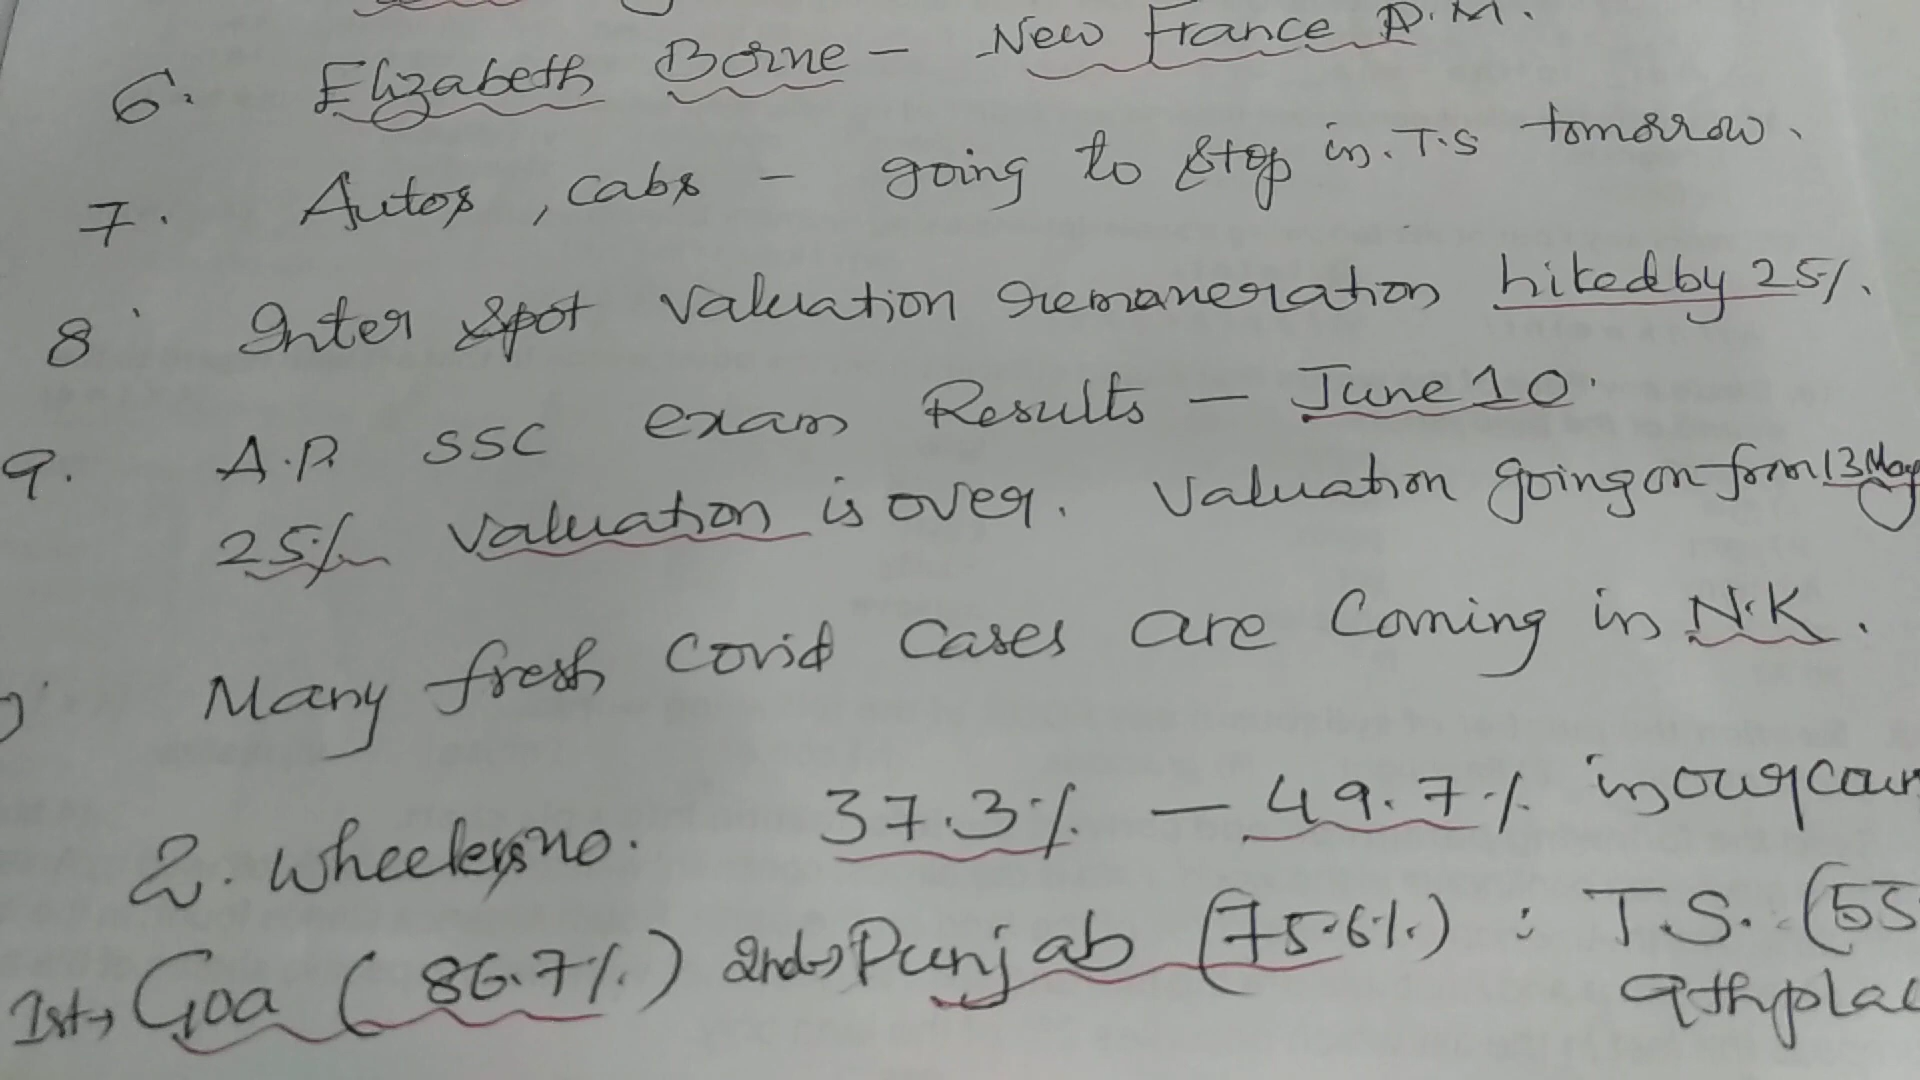 6. Elizabeth Borne - New France P.M.
7. Autos, cabs - going to stop in T.S tomorrow.
8. Inter spot valuation remaneration hiked by 25%.
9. A.P. SSC exam Results - June 10.
25% valuation is over. Valuation going on from 13 May
Many fresh covid cases are Coming in N.K.
2. wheelers no. 37.3% - 49.7% in our coun
1st→ Goa (86.7%) 2nd→ Punjab (75.6%) : T.S. (55
9th plac